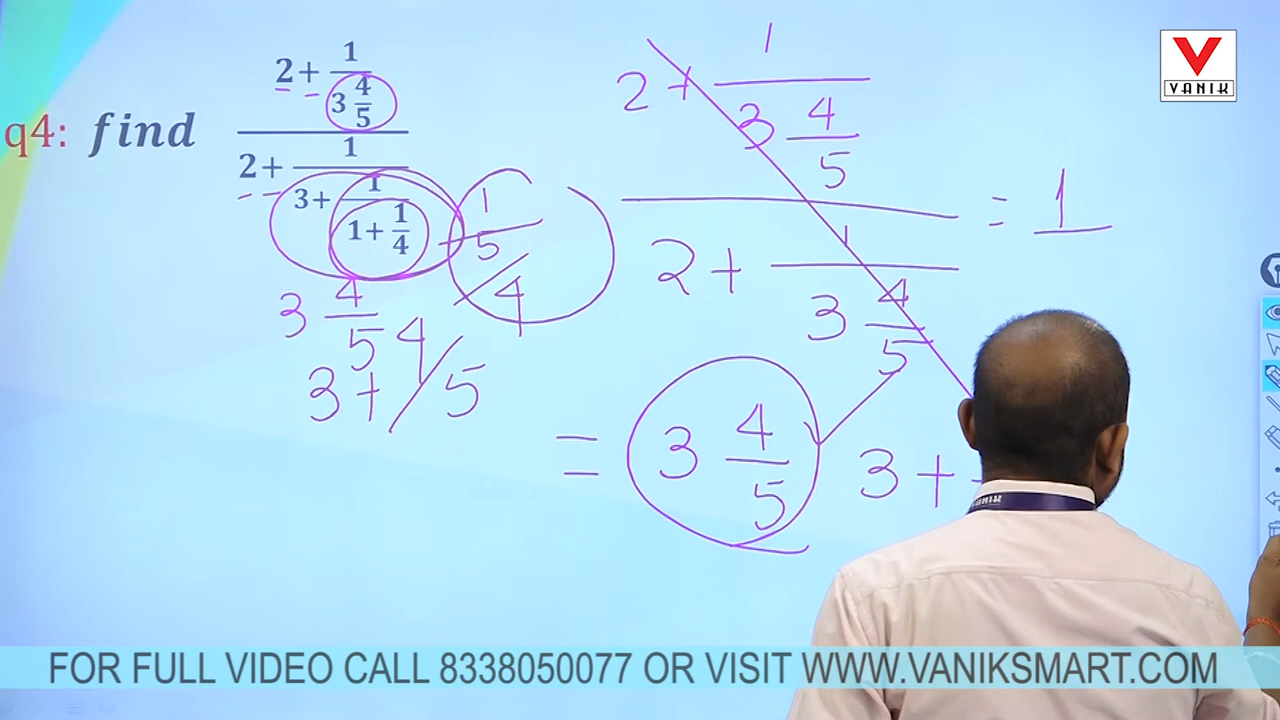 q4: find (2 + 1/(3 4/5)) / (2 + 1/(3 + 1/(1 + 1/4)))
1/(5/4)
3 4/5
3 + 4/5
(2 + 1/(3 4/5)) / (2 + 1/(3 4/5)) = 1
= 3 4/5 3 +
VANIK
FOR FULL VIDEO CALL 8338050077 OR VISIT WWW.VANIKSMART.COM